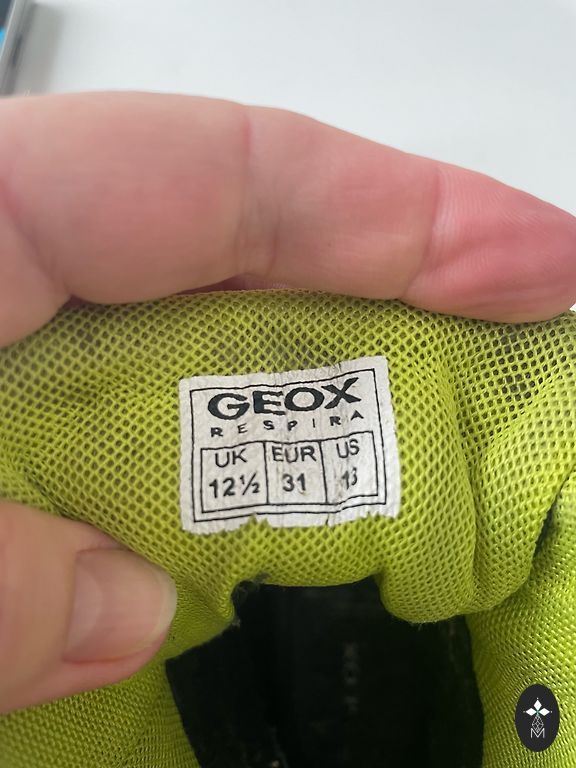 GEOX
RESPIRA
UK EUR US
12½ 31 13